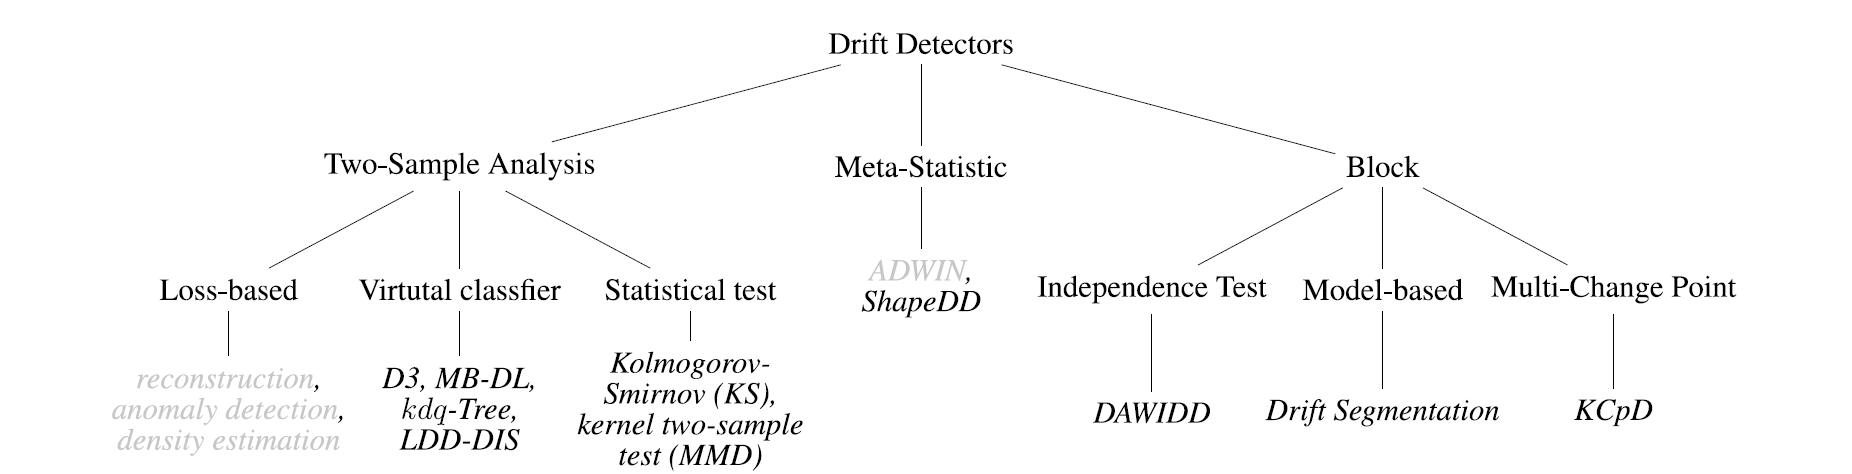 Drift Detectors
Two-Sample Analysis
Meta-Statistic
Block
Loss-based
Virtutal classfier
Statistical test
ADWIN,
ShapeDD
Independence Test
Model-based
Multi-Change Point
reconstruction,
anomaly detection,
density estimation
D3, MB-DL,
kdq-Tree,
LDD-DIS
Kolmogorov-
Smirnov (KS),
kernel two-sample
test (MMD)
DAWIDD
Drift Segmentation
KCpD